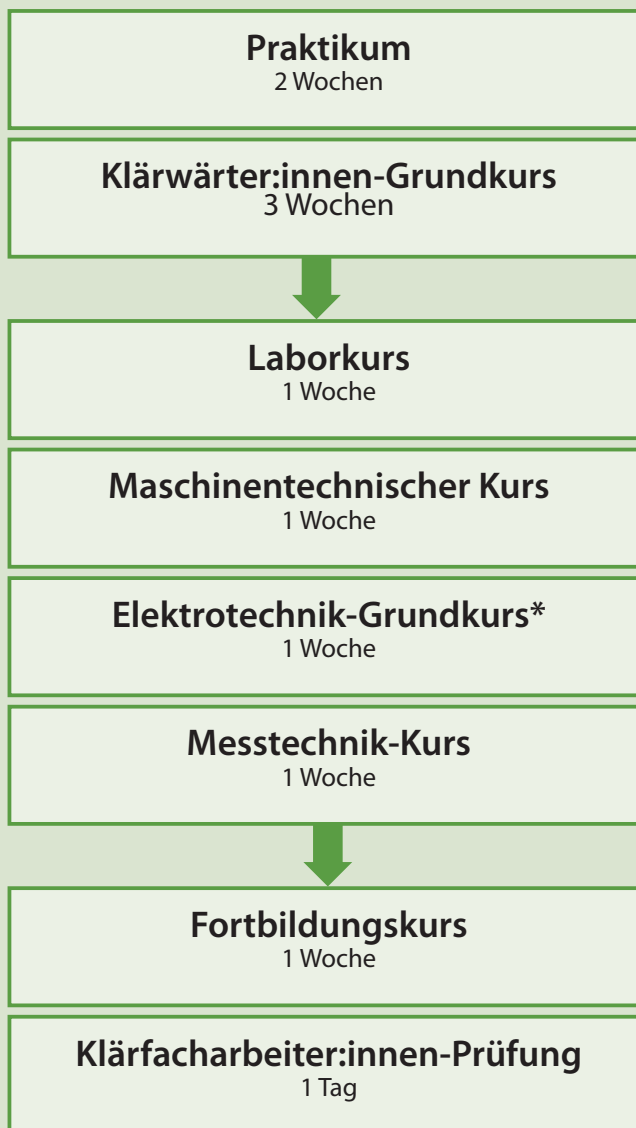 Praktikum
2 Wochen
Klärwärter:innen-Grundkurs
3 Wochen
Laborkurs
1 Woche
Maschinentechnischer Kurs
1 Woche
Elektrotechnik-Grundkurs*
1 Woche
Messtechnik-Kurs
1 Woche
Fortbildungskurs
1 Woche
Klärfacharbeiter:innen-Prüfung
1 Tag